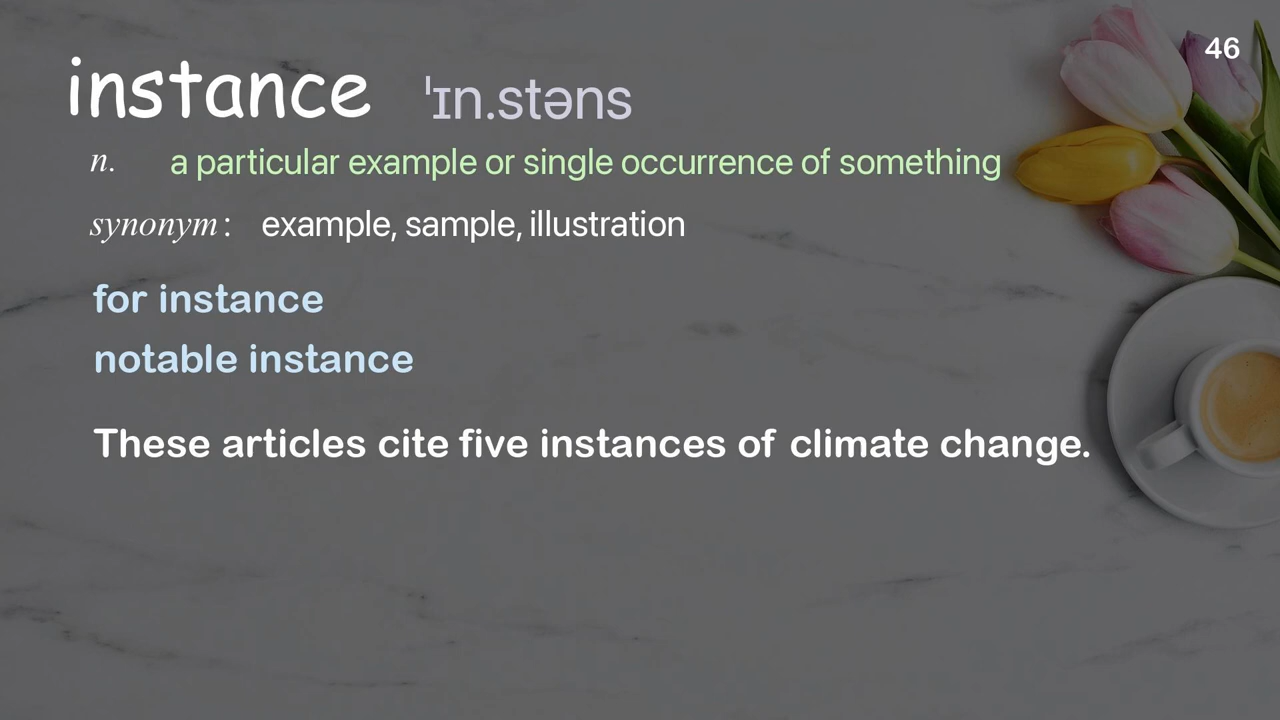 46
instance ˈɪn.stəns
n. a particular example or single occurrence of something
synonym: example, sample, illustration
for instance
notable instance
These articles cite five instances of climate change.